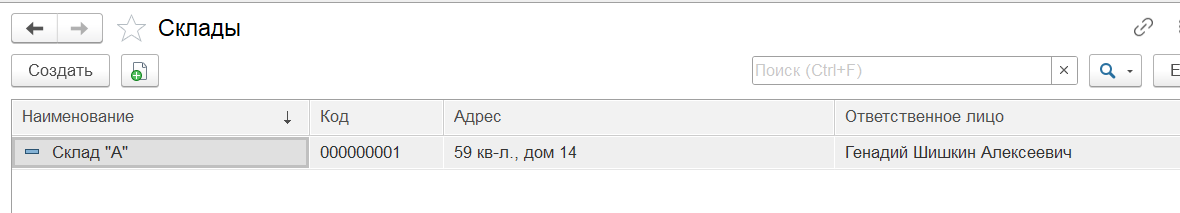 Склады
Создать
Поиск (Ctrl+F)
Наименование Код Адрес Ответственное лицо
Склад "А" 000000001 59 кв-л., дом 14 Генадий Шишкин Алексеевич